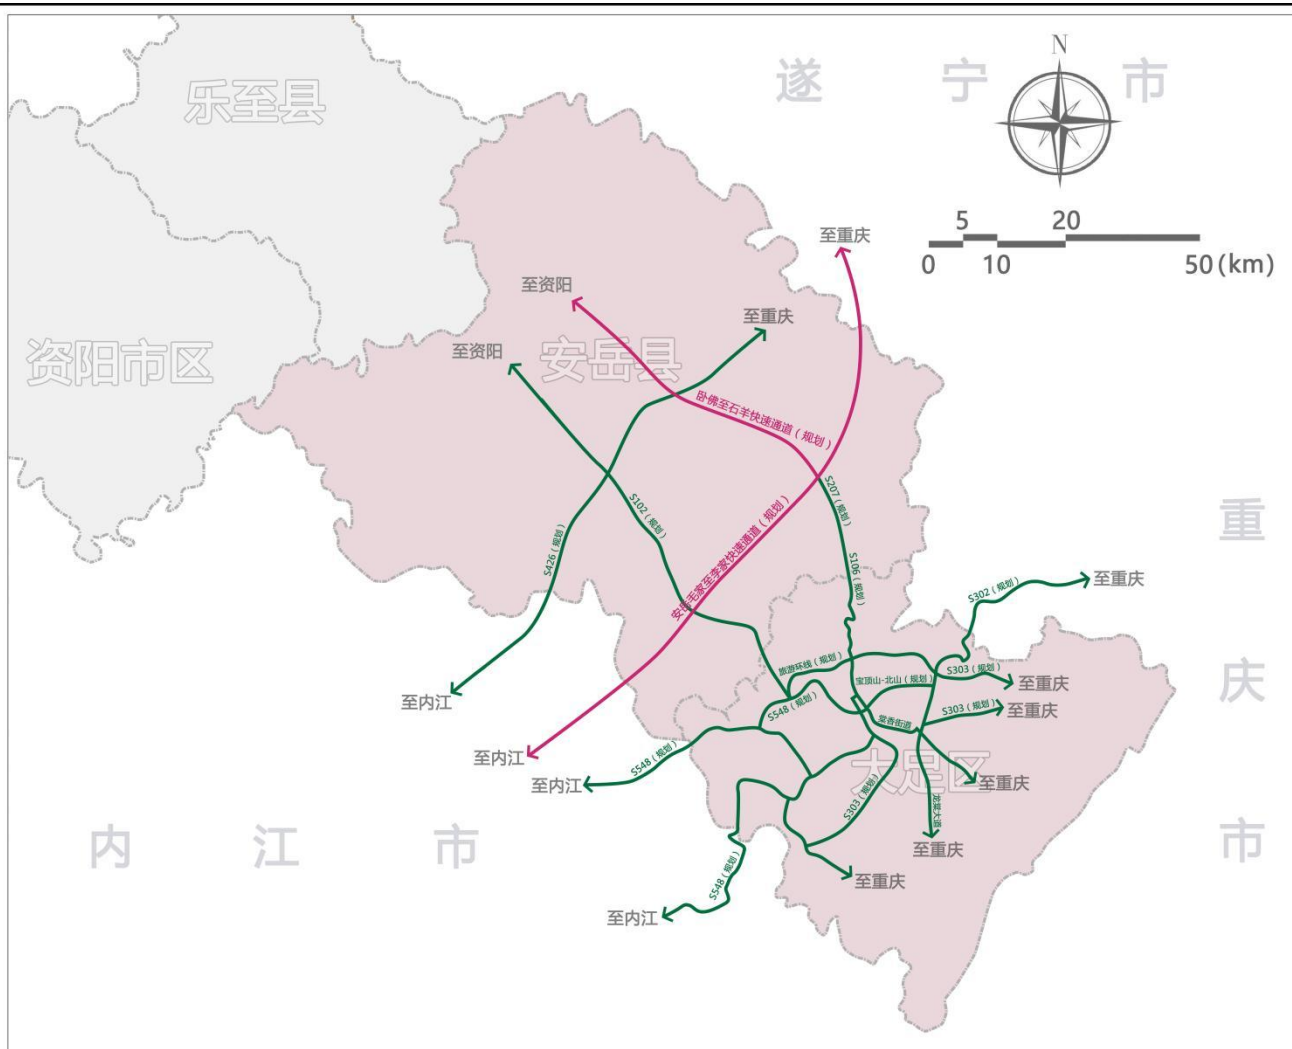 N
遂宁市
乐至县
5 20
0 10 50 (km)
至重庆
至资阳
至重庆
安岳县
至资阳
资阳市区
卧佛至石羊快速通道（规划）
S207（规划）
S102（规划）
安岳毛家至李家快速通道（规划）
S426（规划）
S106（规划）
重庆市
S302（规划）
至重庆
旅游环线（规划）
S303（规划）
至重庆
宝顶山-北山（规划）
至内江
S548（规划）
S303（规划）
至重庆
棠香街道
至内江
S548（规划）
至内江
大足区
至重庆
S303（规划）
龙棠大道
内江市
至重庆
S548（规划）
至重庆
至内江